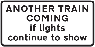 ANOTHER TRAIN
COMING
if lights
continue to show